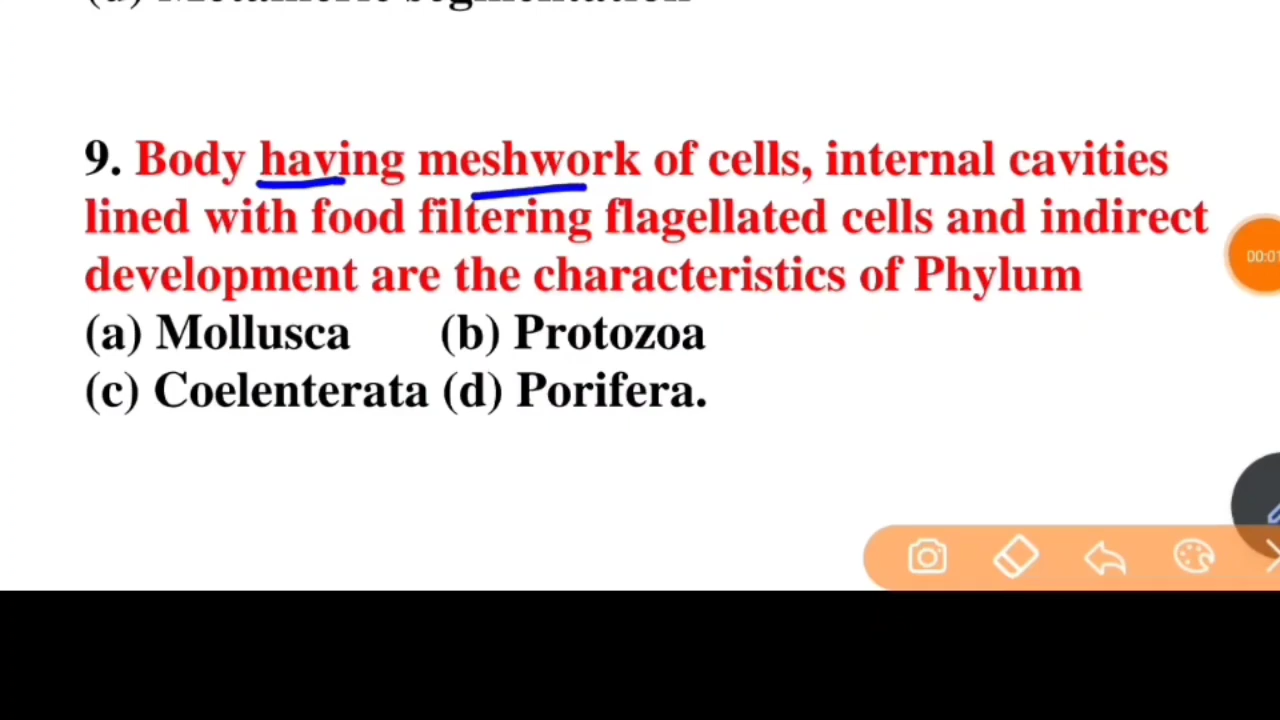 9. Body having meshwork of cells, internal cavities
lined with food filtering flagellated cells and indirect
development are the characteristics of Phylum
(a) Mollusca (b) Protozoa
(c) Coelenterata (d) Porifera.